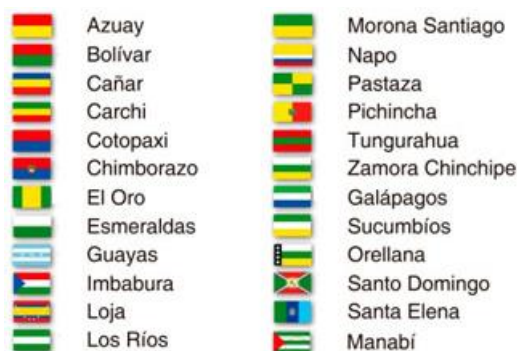 Azuay
Bolívar
Cañar
Carchi
Cotopaxi
Chimborazo
El Oro
Esmeraldas
Guayas
Imbabura
Loja
Los Ríos
Morona Santiago
Napo
Pastaza
Pichincha
Tungurahua
Zamora Chinchipe
Galápagos
Sucumbíos
Orellana
Santo Domingo
Santa Elena
Manabí